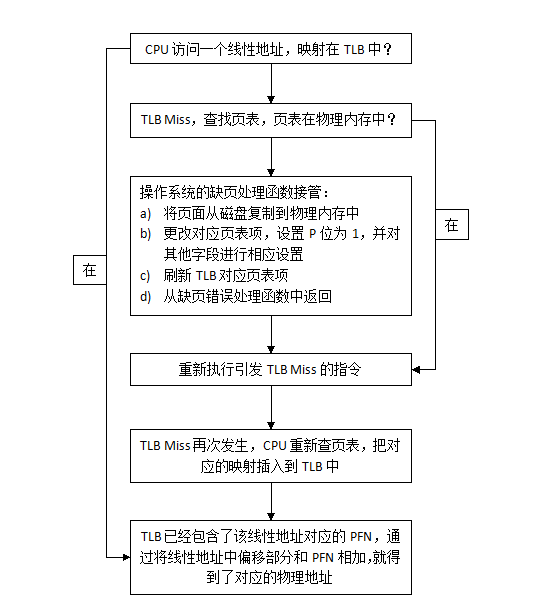 CPU 访问一个线性地址，映射在 TLB 中？
TLB Miss，查找页表，页表在物理内存中？
操作系统的缺页处理函数接管：
a) 将页面从磁盘复制到物理内存中
b) 更改对应页表项，设置 P 位为 1，并对
其他字段进行相应设置
c) 刷新 TLB 对应页表项
d) 从缺页错误处理函数中返回
在
在
重新执行引发 TLB Miss 的指令
TLB Miss 再次发生，CPU 重新查页表，把对
应的映射插入到 TLB 中
TLB 已经包含了该线性地址对应的 PFN，通
过将线性地址中偏移部分和 PFN 相加，就得
到了对应的物理地址